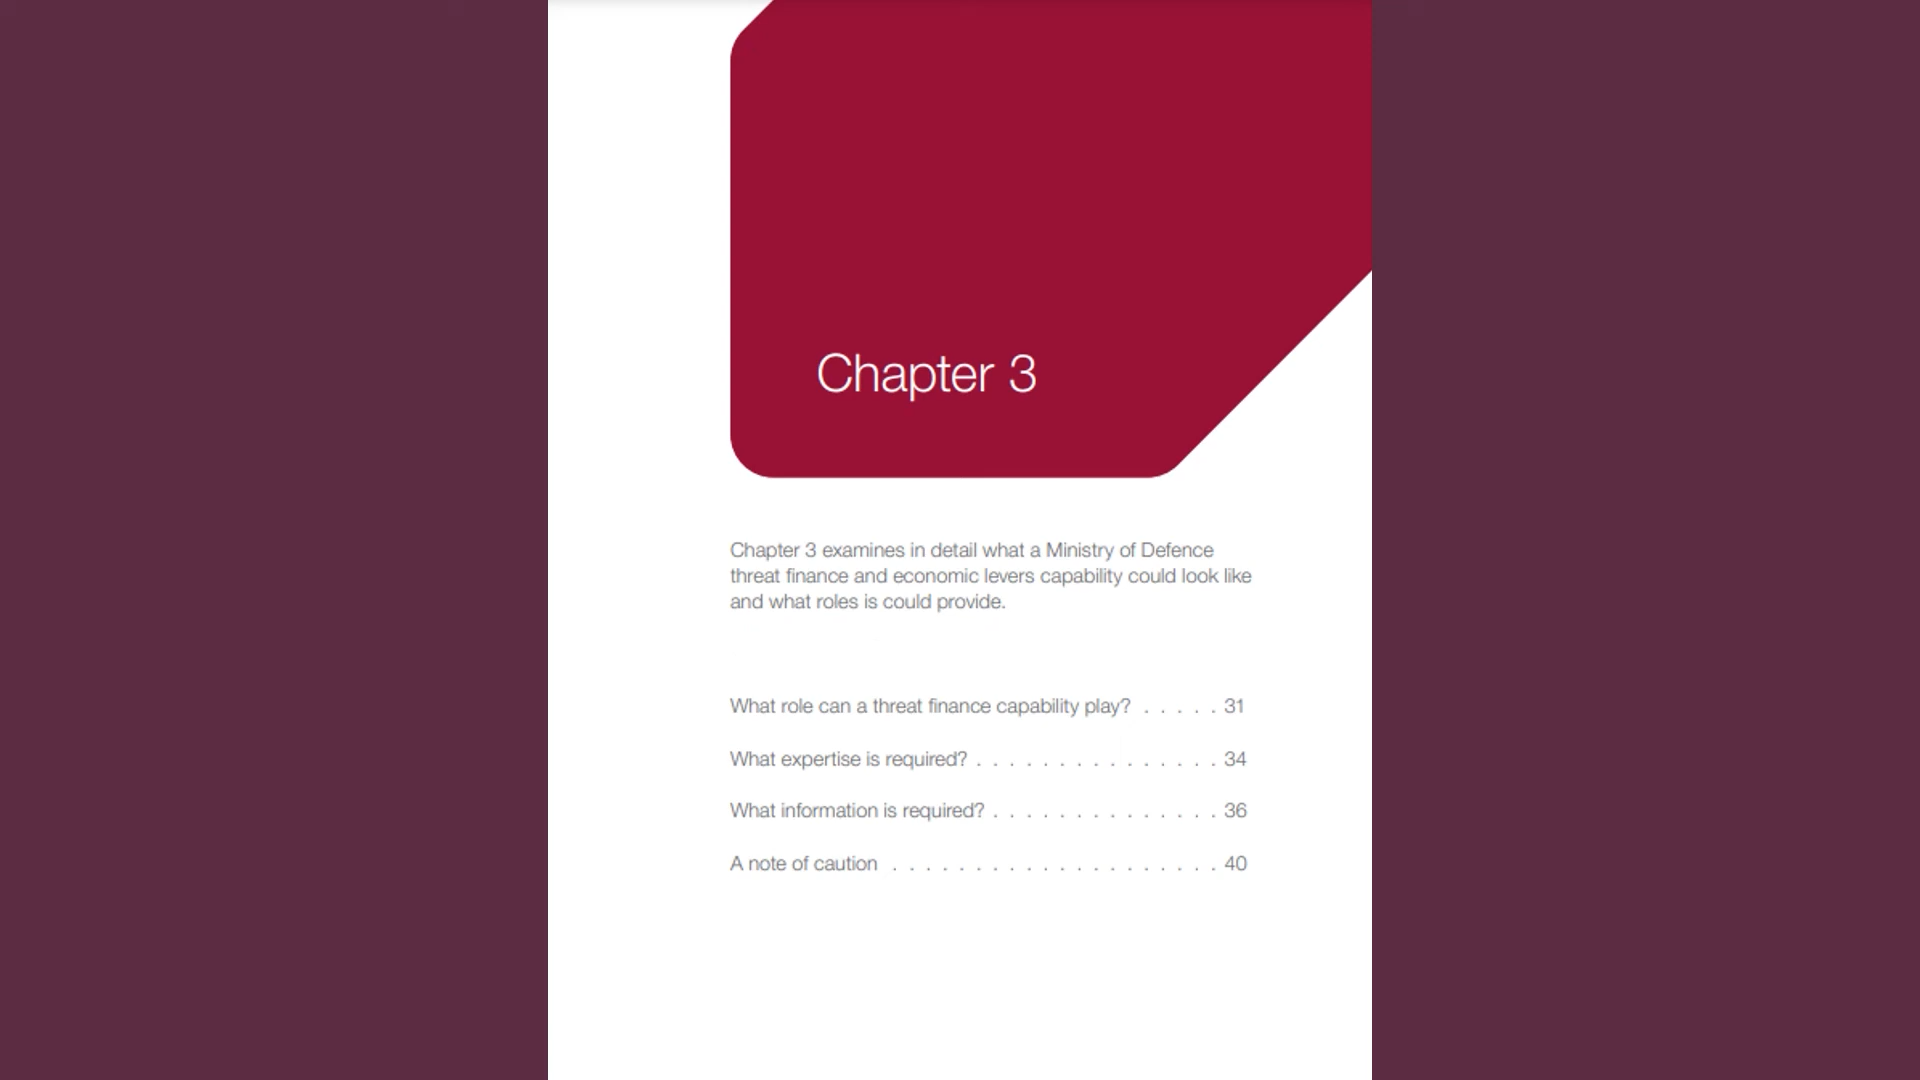 Chapter 3
Chapter 3 examines in detail what a Ministry of Defence
threat finance and economic levers capability could look like
and what roles is could provide.
What role can a threat finance capability play? . . . . . 31
What expertise is required? . . . . . . . . . . . . . . . 34
What information is required? . . . . . . . . . . . . . . 36
A note of caution . . . . . . . . . . . . . . . . . . . . 40